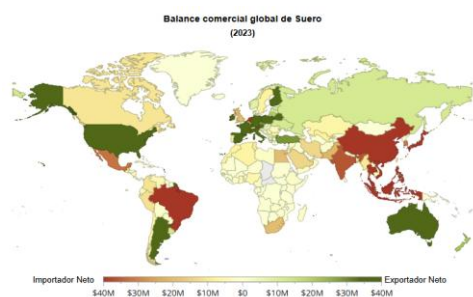 Balance comercial global de Suero
(2023)
Importador Neto
Exportador Neto
$40M $30M $20M $10M $0 $10M $20M $30M $40M